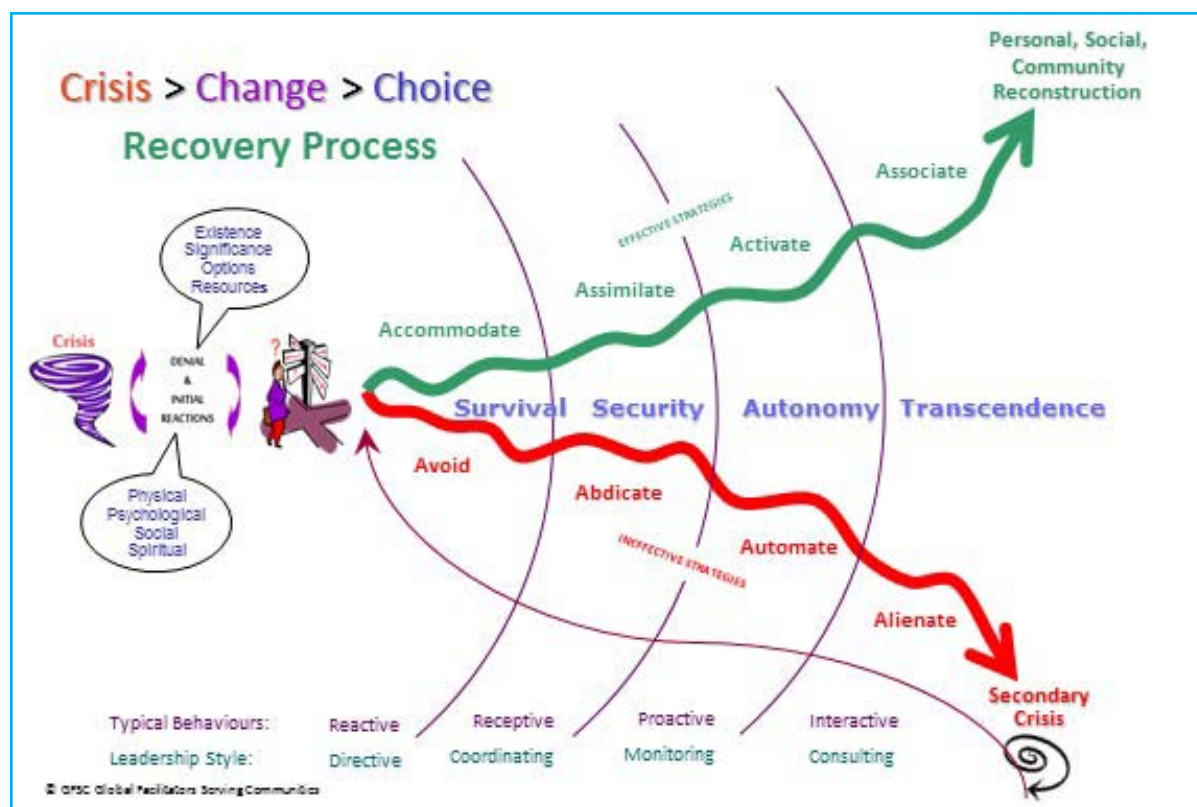 Crisis > Change > Choice
Recovery Process
Personal, Social,
Community
Reconstruction
Existence
Significance
Options
Resources
Crisis
DENIAL
&
INITIAL
REACTIONS
?
Physical
Psychological
Social
Spiritual
Accommodate
Assimilate
Activate
Associate
EFFECTIVE STRATEGIES
Survival Security Autonomy Transcendence
Avoid
Abdicate
Automate
Alienate
INEFFECTIVE STRATEGIES
Secondary
Crisis
Typical Behaviours: Reactive Receptive Proactive Interactive
Leadership Style: Directive Coordinating Monitoring Consulting
© GFSC Global Facilitators Serving Communities